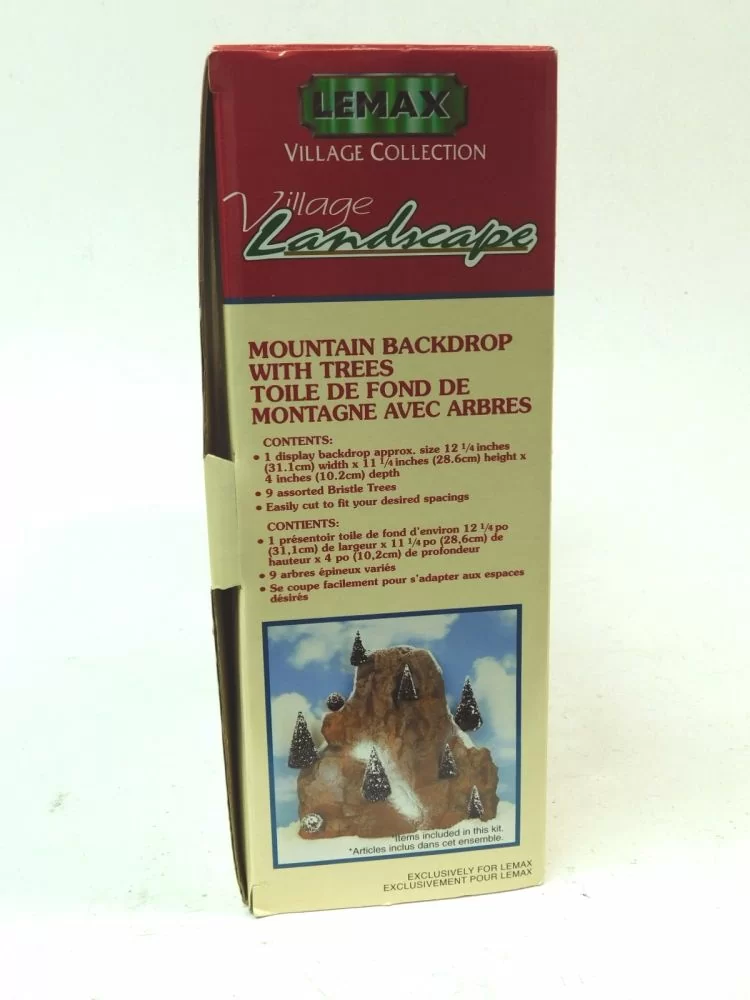 LEMAX
VILLAGE COLLECTION
Village
Landscape
MOUNTAIN BACKDROP
WITH TREES
TOILE DE FOND DE
MONTAGNE AVEC ARBRES
CONTENTS:
• 1 display backdrop approx. size 12 1/4 inches
(31.1cm) width x 11 1/4 inches (28.6cm) height x
4 inches (10.2cm) depth
• 9 assorted Bristle Trees
• Easily cut to fit your desired spacings
CONTIENTS:
• 1 présentoir toile de fond d'environ 12 1/4 po
(31,1cm) de largeur x 11 1/4 po (28,6cm) de
hauteur x 4 po (10,2cm) de profondeur
• 9 arbres épineux variés
• Se coupe facilement pour s'adapter aux espaces
désirés
*Items included in this kit.
*Articles inclus dans cet ensemble.
EXCLUSIVELY FOR LEMAX
EXCLUSIVEMENT POUR LEMAX